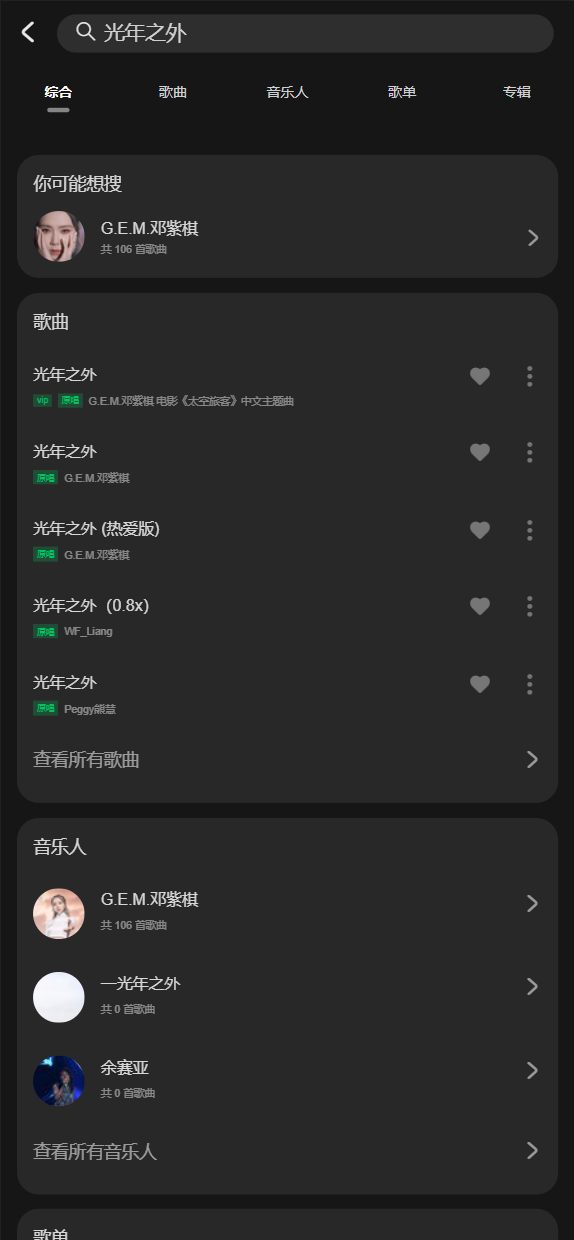 光年之外
综合 歌曲 音乐人 歌单 专辑
你可能想搜
G.E.M.邓紫棋
共 106 首歌曲
歌曲
光年之外
vip 原唱 G.E.M.邓紫棋 电影《太空旅客》中文主题曲
光年之外
原唱 G.E.M.邓紫棋
光年之外 (热爱版)
原唱 G.E.M.邓紫棋
光年之外（0.8x）
原唱 WF_Liang
光年之外
原唱 Peggy熊慧
查看所有歌曲
音乐人
G.E.M.邓紫棋
共 106 首歌曲
一光年之外
共 0 首歌曲
余赛亚
共 0 首歌曲
查看所有音乐人
歌单